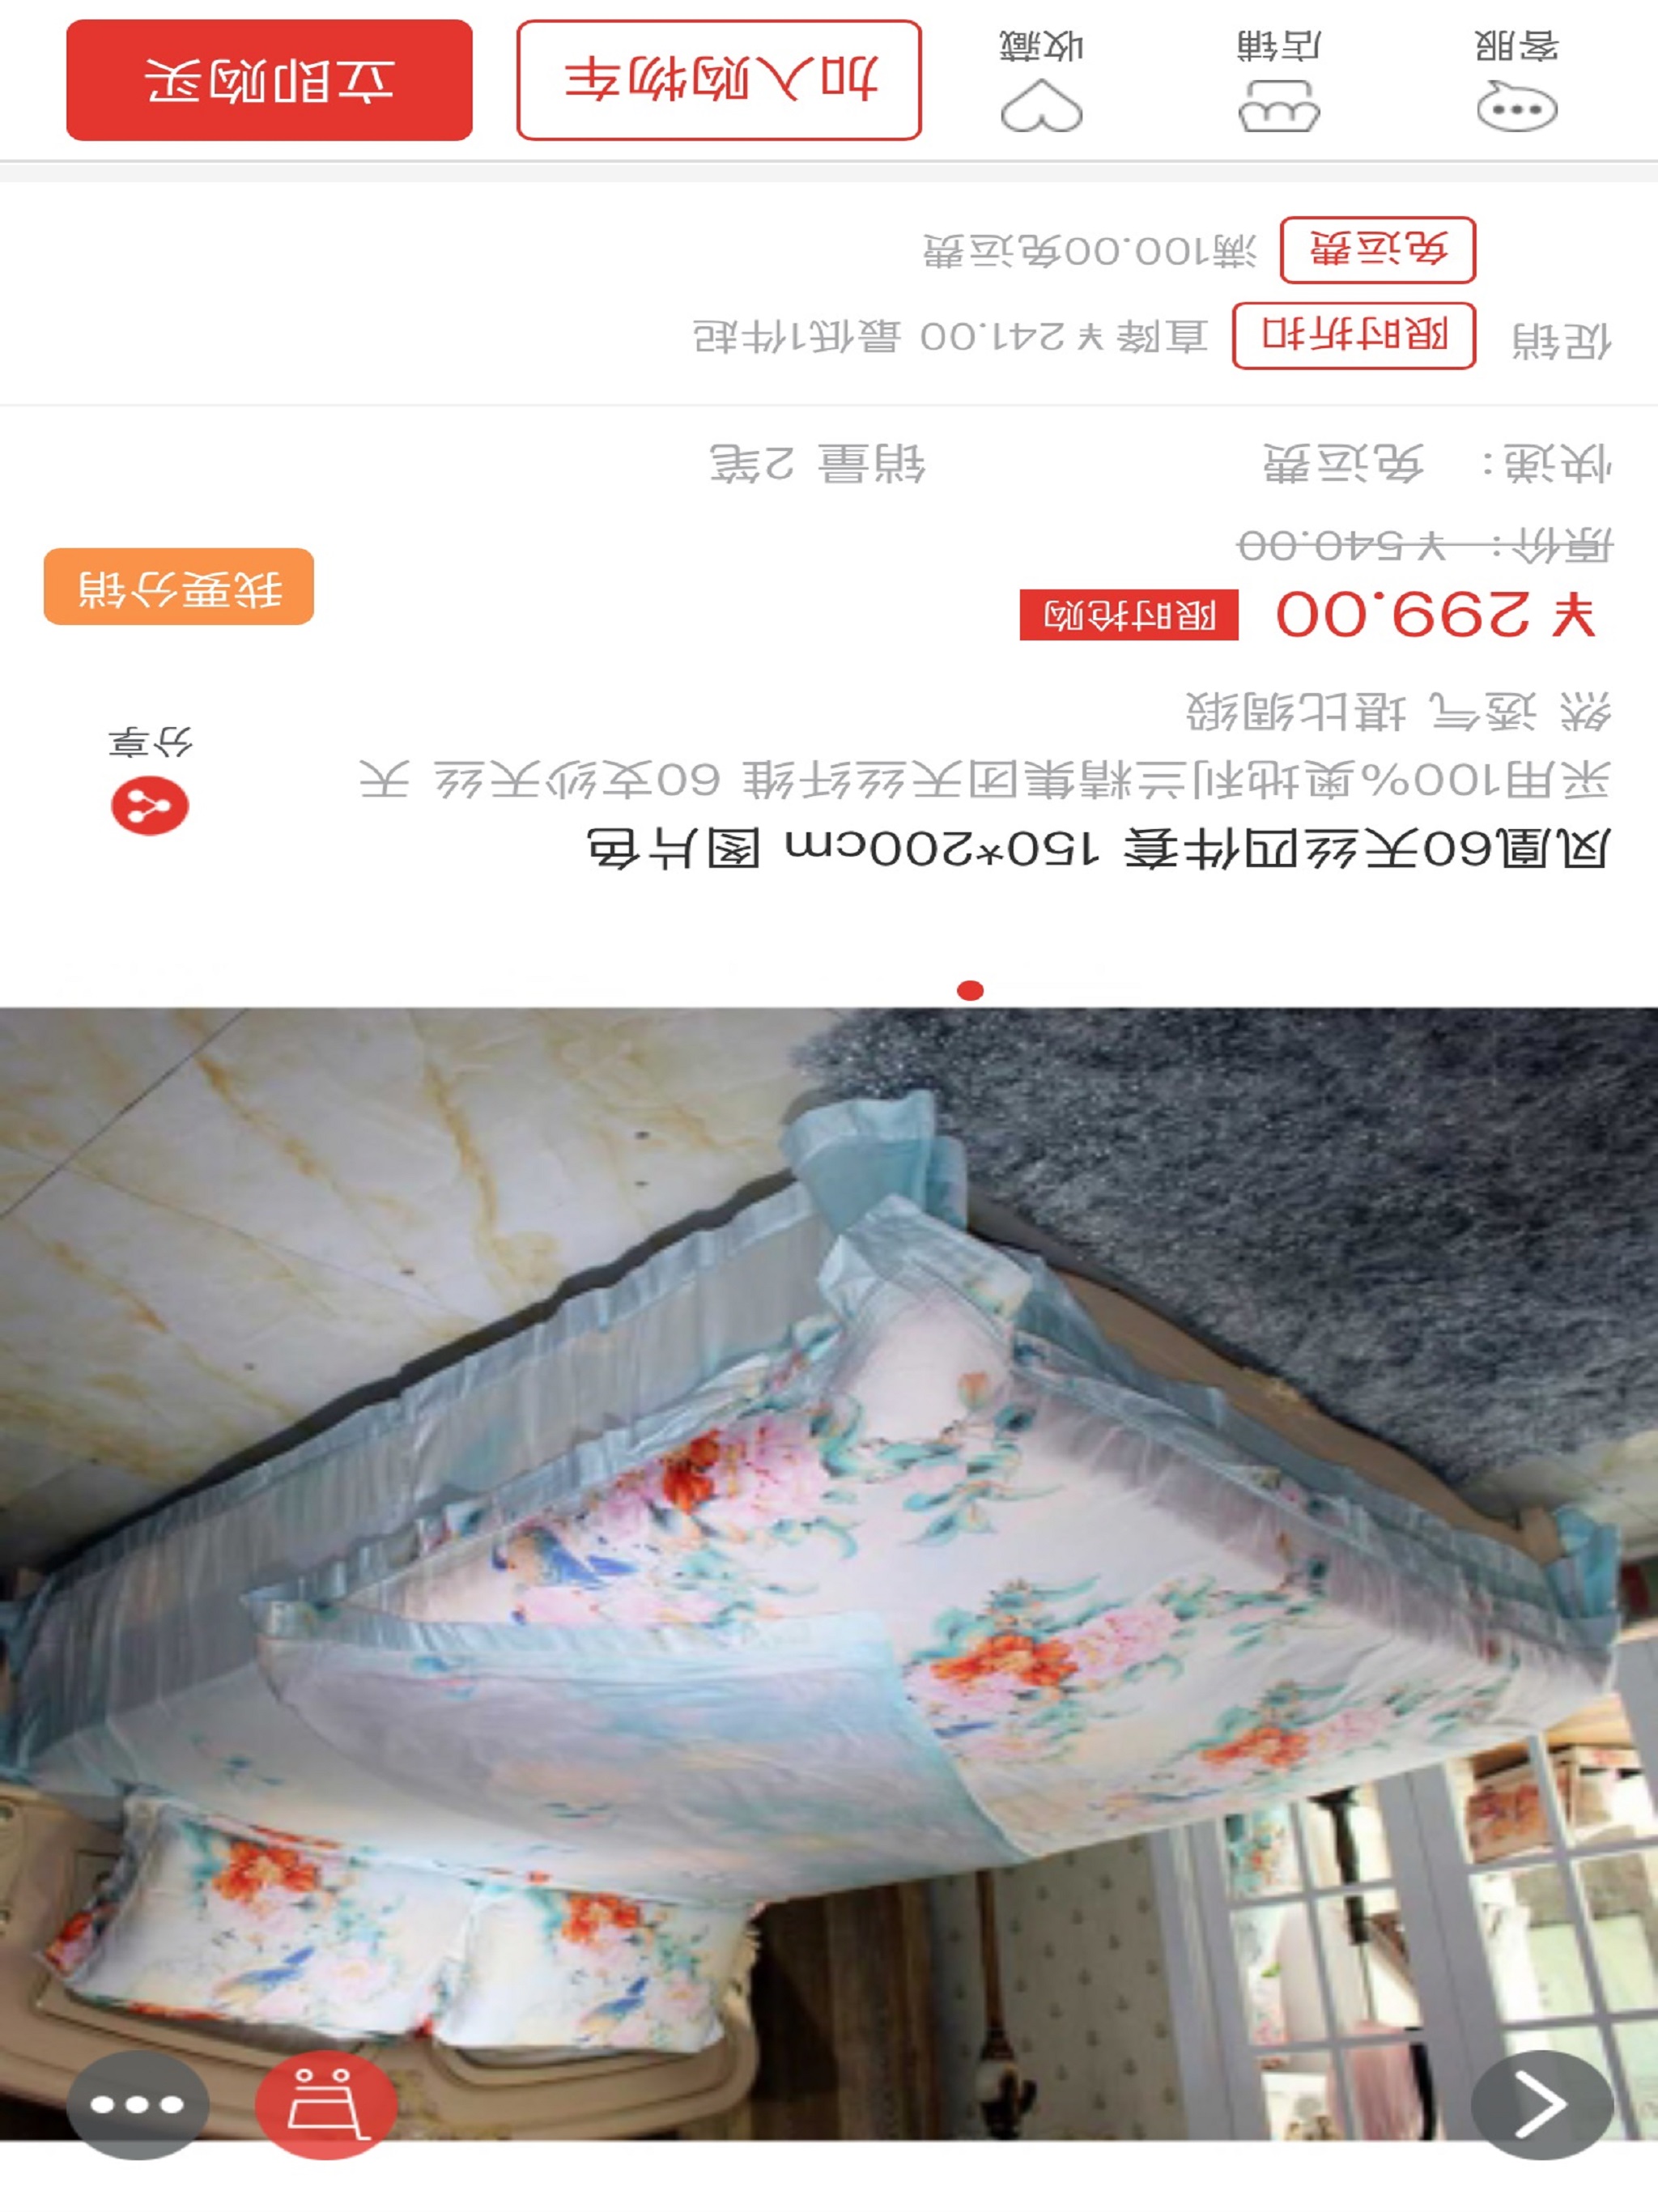 凤凰60天丝四件套 150*200cm 图片色
采用100%奥地利兰精集团天丝纤维 60支纱天丝 天
然 透气 堪比绸缎
分享
¥299.00 限时抢购
我要分销
原价： ¥540.00
快递： 免运费 销量 2笔
促销 限时折扣 直降¥241.00 最低1件起
免运费 满100.00免运费
客服 店铺 收藏 加入购物车 立即购买